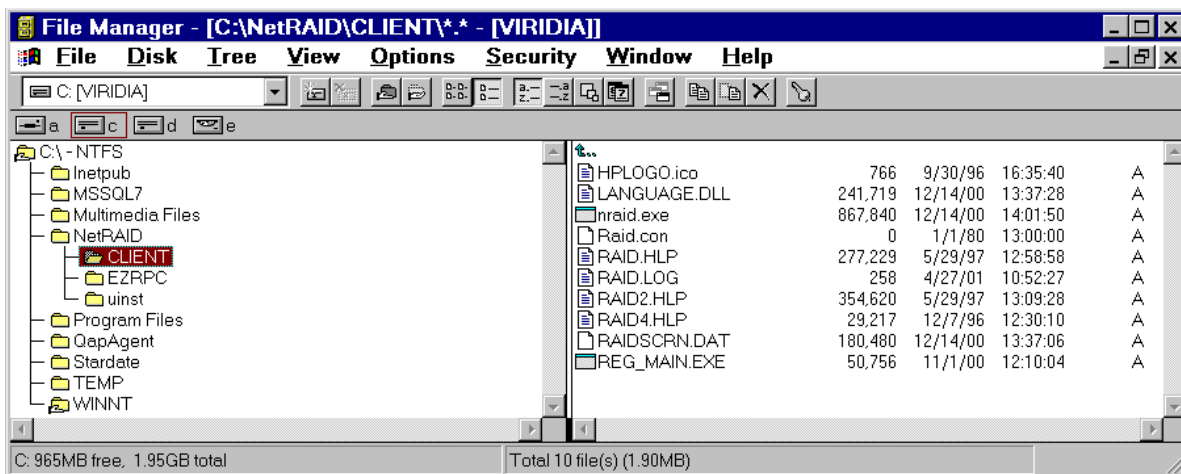 File Manager - [C:\NetRAID\CLIENT\*.* - [VIRIDIA]]
File Disk Tree View Options Security Window Help
C: [VIRIDIA]
a c d e
C:\ - NTFS
Inetpub
MSSQL7
Multimedia Files
NetRAID
CLIENT
EZRPC
uinst
Program Files
QapAgent
Stardate
TEMP
WINNT
..
HPLOGO.ico 766 9/30/96 16:35:40 A
LANGUAGE.DLL 241,719 12/14/00 13:37:28 A
nraid.exe 867,840 12/14/00 14:01:50 A
Raid.con 0 1/1/80 13:00:00 A
RAID.HLP 277,229 5/29/97 12:58:58 A
RAID.LOG 258 4/27/01 10:52:27 A
RAID2.HLP 354,620 5/29/97 13:09:28 A
RAID4.HLP 29,217 12/7/96 12:30:10 A
RAIDSCRN.DAT 180,480 12/14/00 13:37:06 A
REG_MAIN.EXE 50,756 11/1/00 12:10:04 A
C: 965MB free, 1.95GB total
Total 10 file(s) (1.90MB)